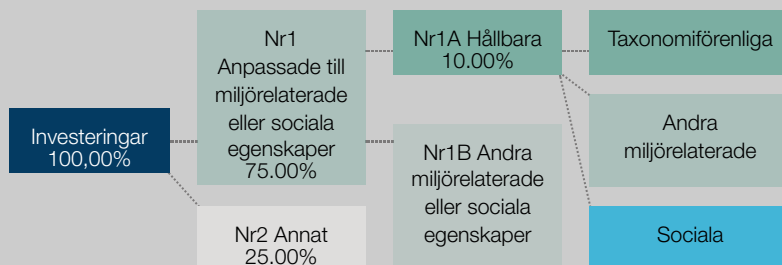 Investeringar
100,00%
Nr1
Anpassade till
miljörelaterade
eller sociala
egenskaper
75.00%
Nr2 Annat
25.00%
Nr1A Hållbara
10.00%
Nr1B Andra
miljörelaterade
eller sociala
egenskaper
Taxonomiförenliga
Andra
miljörelaterade
Sociala